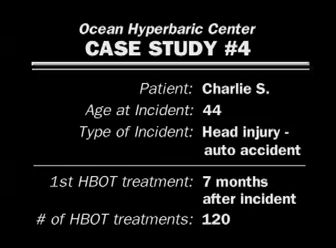 Ocean Hyperbaric Center
CASE STUDY #4
Patient: Charlie S.
Age at Incident: 44
Type of Incident: Head injury -
auto accident
1st HBOT treatment: 7 months
after incident
# of HBOT treatments: 120